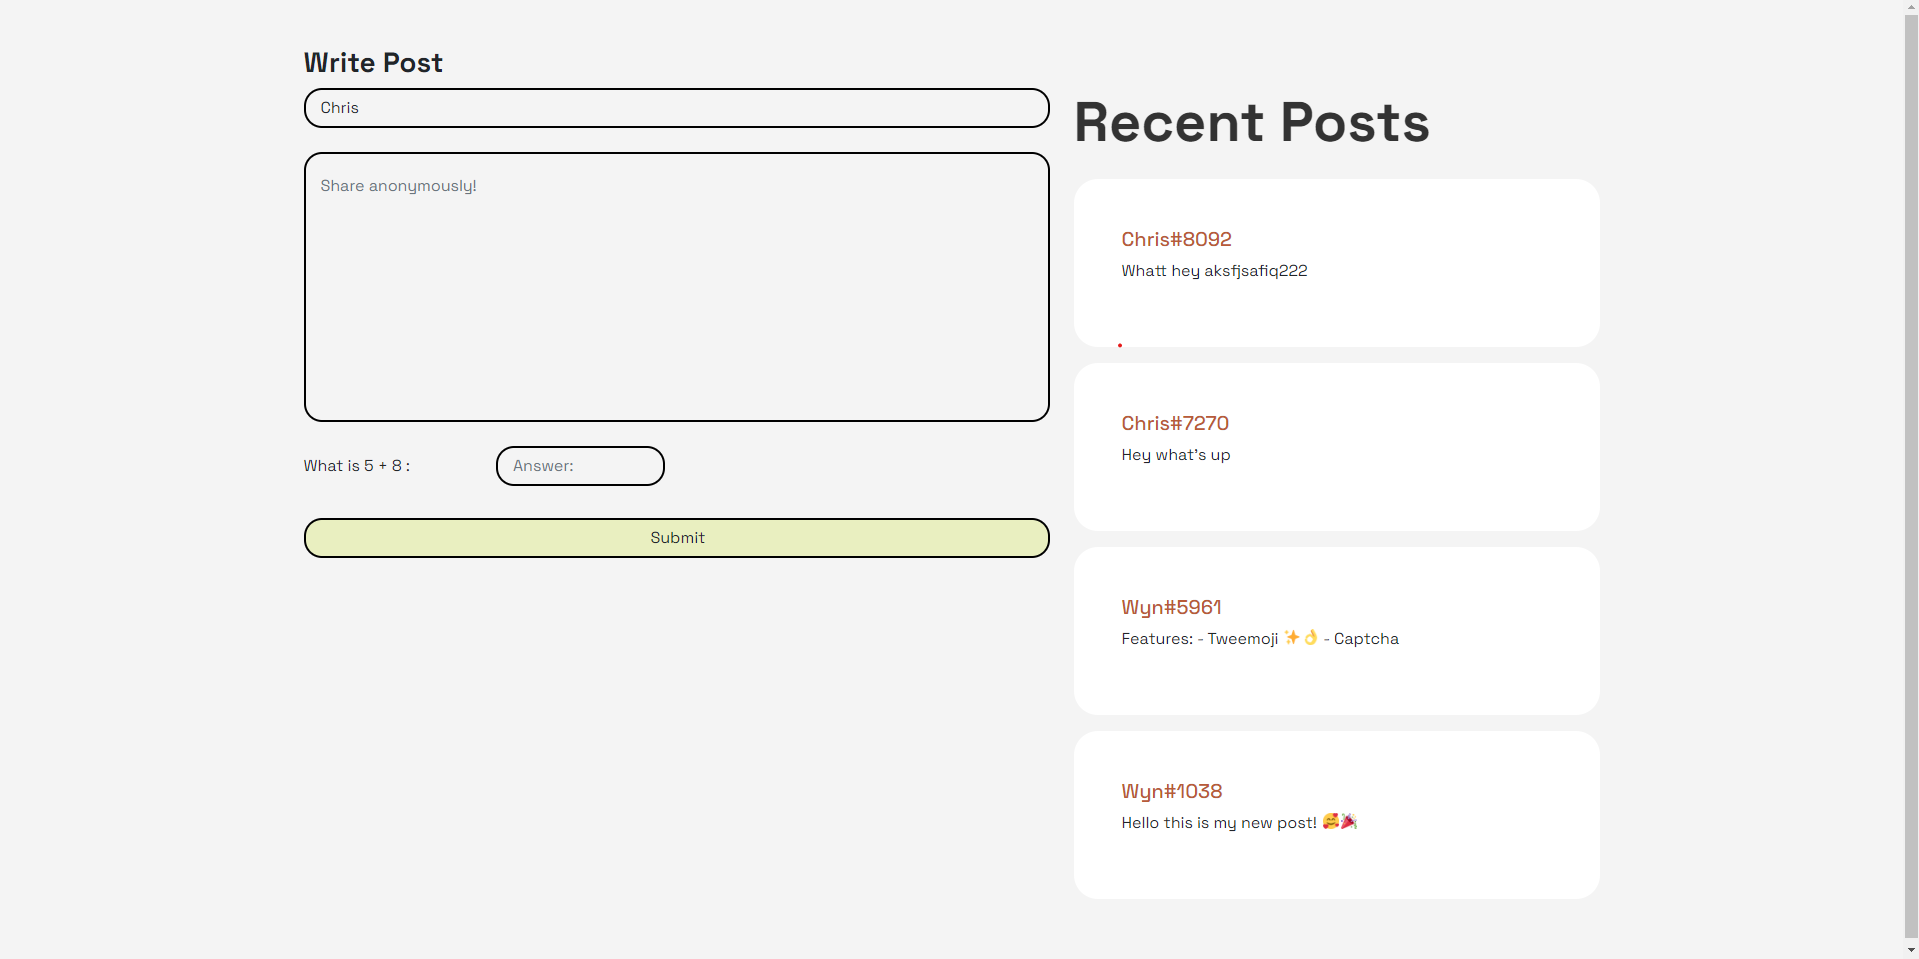 Write Post
Chris
Share anonymously!
What is 5 + 8 :
Answer:
Submit
Recent Posts
Chris#8092
Whatt hey aksfjsafiq222
Chris#7270
Hey what's up
Wyn#5961
Features: - Tweemoji ✨👌 - Captcha
Wyn#1038
Hello this is my new post! 🥰🎉